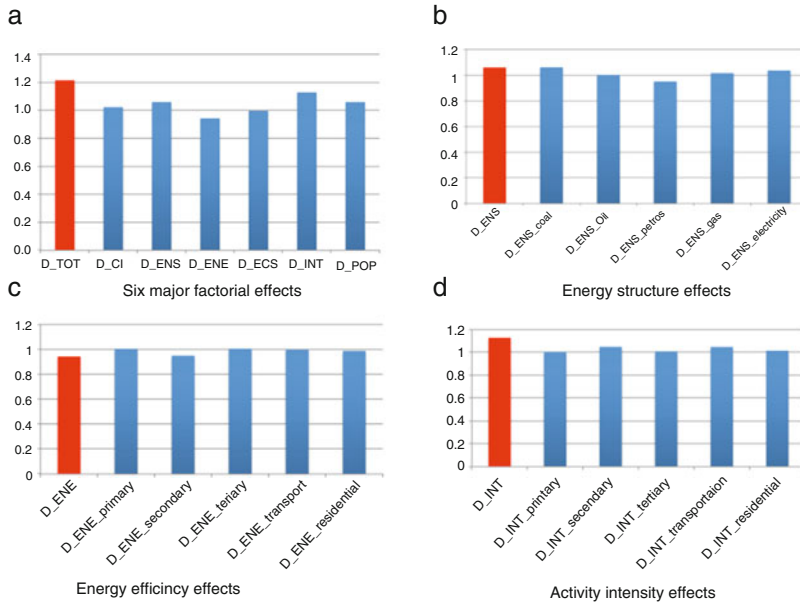 a
1.4
1.2
1.0
0.8
0.6
0.4
0.2
0.0
D_TOT D_CI D_ENS D_ENE D_ECS D_INT D_POP
Six major factorial effects
b
1.2
1
0.8
0.6
0.4
0.2
0
D_ENS
D_ENS_coal
D_ENS_Oil
D_ENS_petros
D_ENS_gas
D_ENS_electricity
Energy structure effects
c
1.2
1
0.8
0.6
0.4
0.2
0
D_ENE
D_ENE_primary
D_ENE_secondary
D_ENE_teriary
D_ENE_transport
D_ENE_residential
Energy efficincy effects
d
1.2
1
0.8
0.6
0.4
0.2
0
D_INT
D_INT_printary
D_INT_secendary
D_INT_tertiary
D_INT_transportaion
D_INT_residential
Activity intensity effects